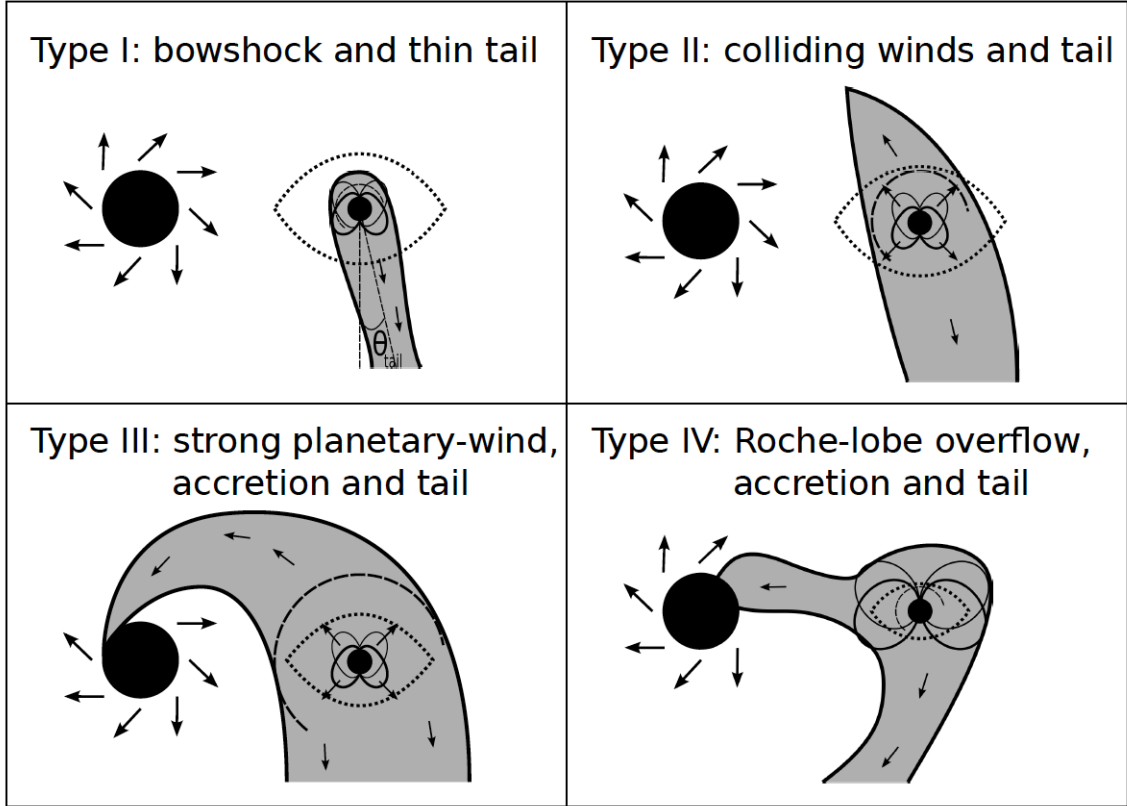 Type I: bowshock and thin tail
Type II: colliding winds and tail
θ
tail
Type III: strong planetary-wind,
accretion and tail
Type IV: Roche-lobe overflow,
accretion and tail